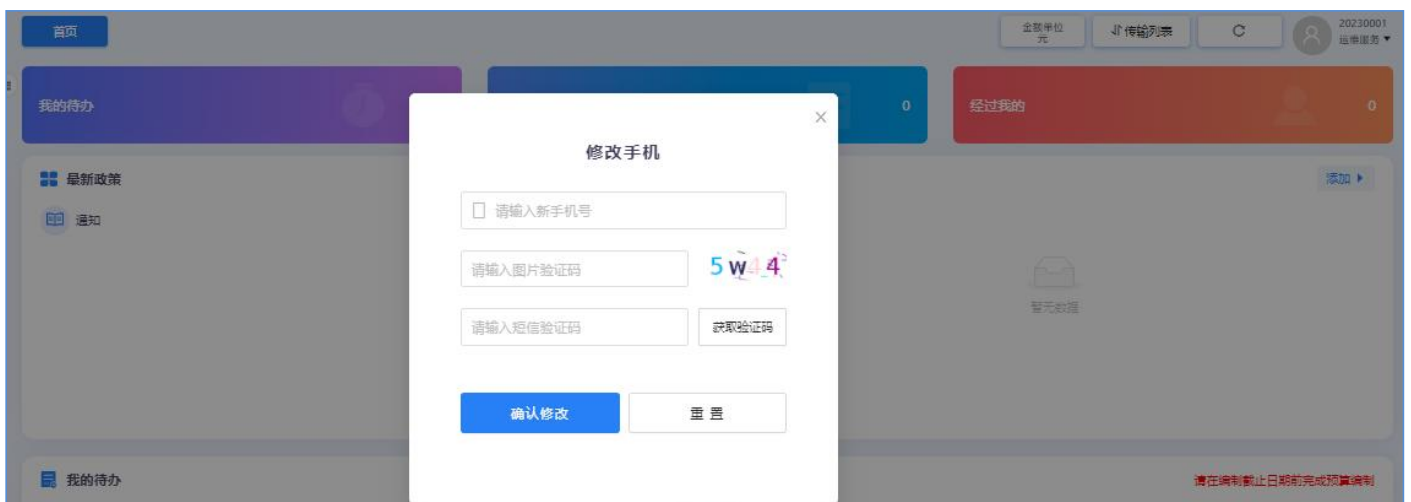 首页
金额单位
元
传输列表
20230001
运维服务
我的待办
0
经过我的
0
修改手机
请输入新手机号
请输入图片验证码
5w44
请输入短信验证码
获取验证码
确认修改
重置
最新政策
通知
添加
暂无数据
我的待办
请在编制截止日期前完成预算编制